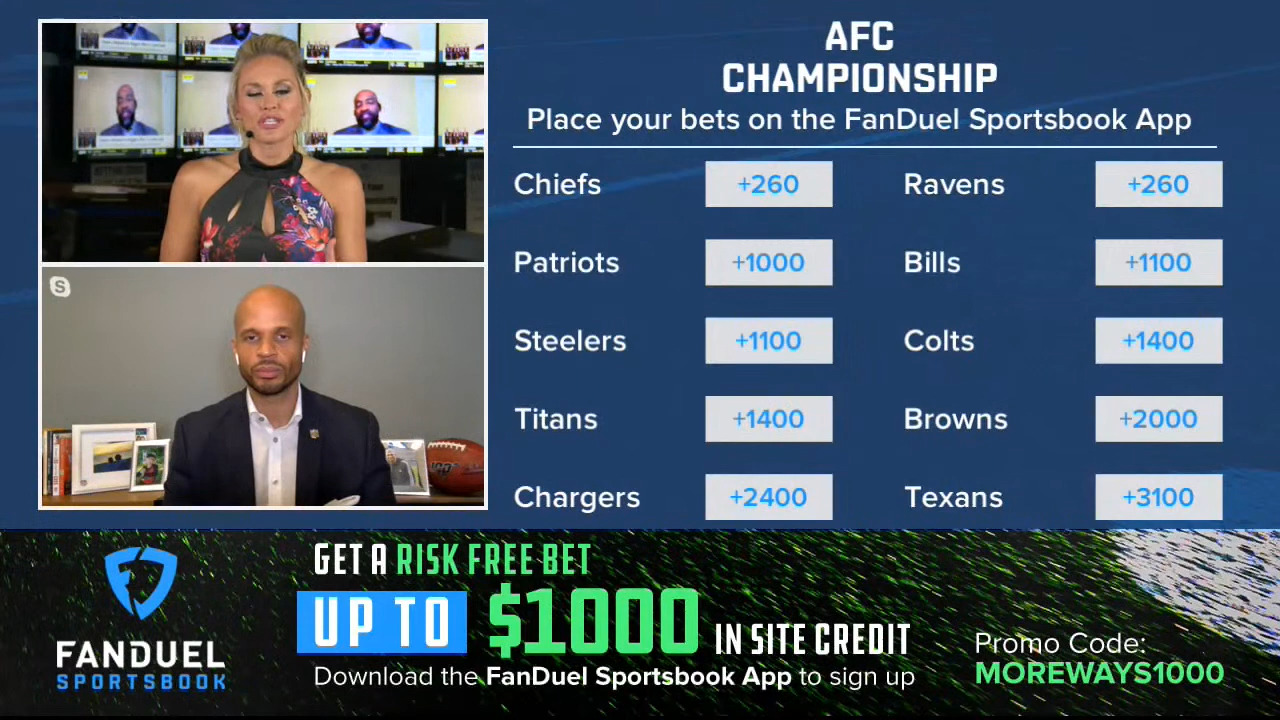 AFC
CHAMPIONSHIP
Place your bets on the FanDuel Sportsbook App
Chiefs +260 Ravens +260
Patriots +1000 Bills +1100
Steelers +1100 Colts +1400
Titans +1400 Browns +2000
Chargers +2400 Texans +3100
S
GET A RISK FREE BET
UP TO $1000 IN SITE CREDIT
Download the FanDuel Sportsbook App to sign up
FANDUEL
SPORTSBOOK
Promo Code:
MOREWAYS1000